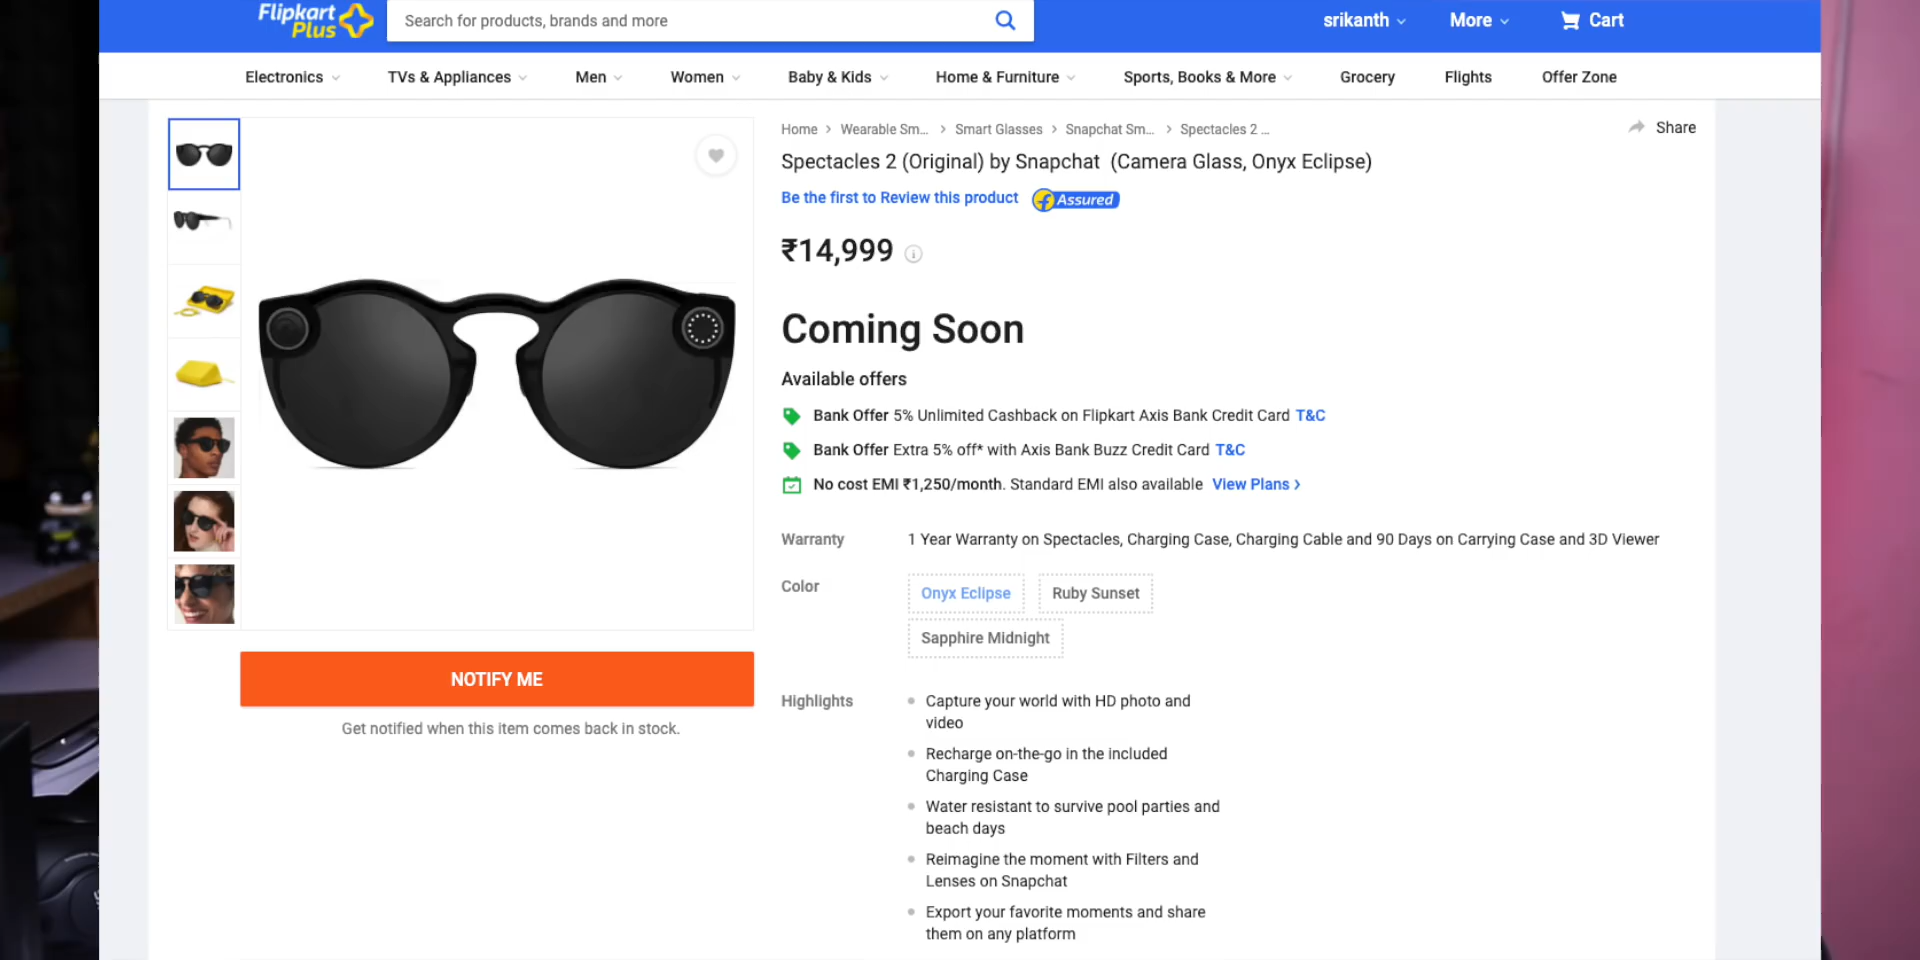 Flipkart
Plus
Search for products, brands and more
srikanth
More
Cart
Electronics
TVs & Appliances
Men
Women
Baby & Kids
Home & Furniture
Sports, Books & More
Grocery
Flights
Offer Zone
Home > Wearable Sm... > Smart Glasses > Snapchat Sm... > Spectacles 2 ...
Share
Spectacles 2 (Original) by Snapchat (Camera Glass, Onyx Eclipse)
Be the first to Review this product
f Assured
₹14,999
Coming Soon
Available offers
Bank Offer 5% Unlimited Cashback on Flipkart Axis Bank Credit Card T&C
Bank Offer Extra 5% off* with Axis Bank Buzz Credit Card T&C
No cost EMI ₹1,250/month. Standard EMI also available View Plans >
Warranty
1 Year Warranty on Spectacles, Charging Case, Charging Cable and 90 Days on Carrying Case and 3D Viewer
Color
Onyx Eclipse
Ruby Sunset
Sapphire Midnight
NOTIFY ME
Get notified when this item comes back in stock.
Highlights
Capture your world with HD photo and
video
Recharge on-the-go in the included
Charging Case
Water resistant to survive pool parties and
beach days
Reimagine the moment with Filters and
Lenses on Snapchat
Export your favorite moments and share
them on any platform